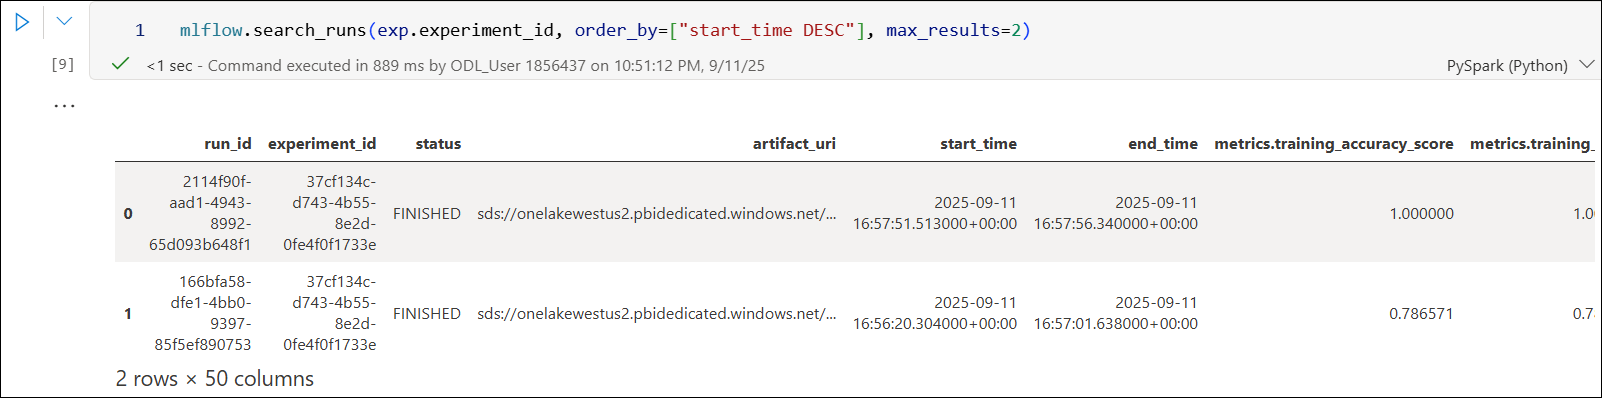 1 mlflow.search_runs(exp.experiment_id, order_by=["start_time DESC"], max_results=2)
[9] <1 sec - Command executed in 889 ms by ODL_User 1856437 on 10:51:12 PM, 9/11/25 PySpark (Python)
...
run_id experiment_id status artifact_uri start_time end_time metrics.training_accuracy_score metrics.training_
2114f90f- 37cf134c-
aad1-4943- d743-4b55- 2025-09-11 2025-09-11
0 FINISHED sds://onelakewestus2.pbidedicated.windows.net/... 1.000000 1.0
8992- 8e2d- 16:57:51.513000+00:00 16:57:56.340000+00:00
65d093b648f1 0fe4f0f1733e
166bfa58- 37cf134c-
dfe1-4bb0- d743-4b55- 2025-09-11 2025-09-11
1 FINISHED sds://onelakewestus2.pbidedicated.windows.net/... 0.786571 0.7
9397- 8e2d- 16:56:20.304000+00:00 16:57:01.638000+00:00
85f5ef890753 0fe4f0f1733e
2 rows × 50 columns